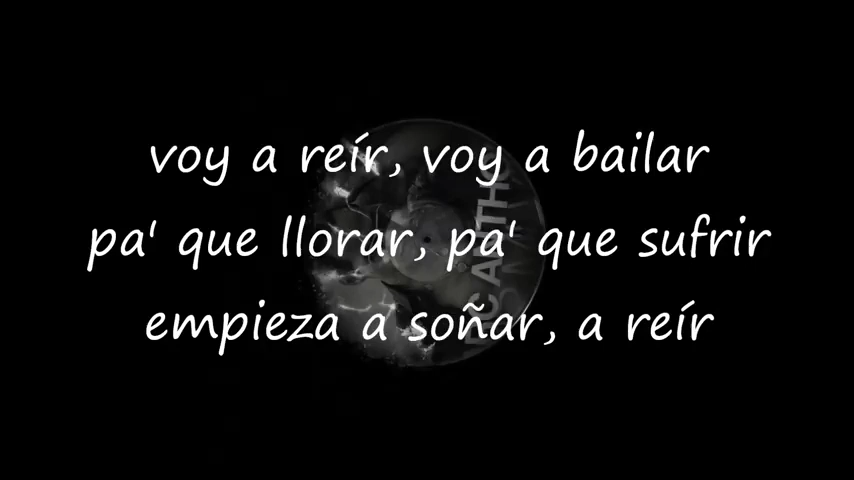 voy a reír, voy a bailar
pa' que llorar, pa' que sufrir
empieza a soñar, a reír